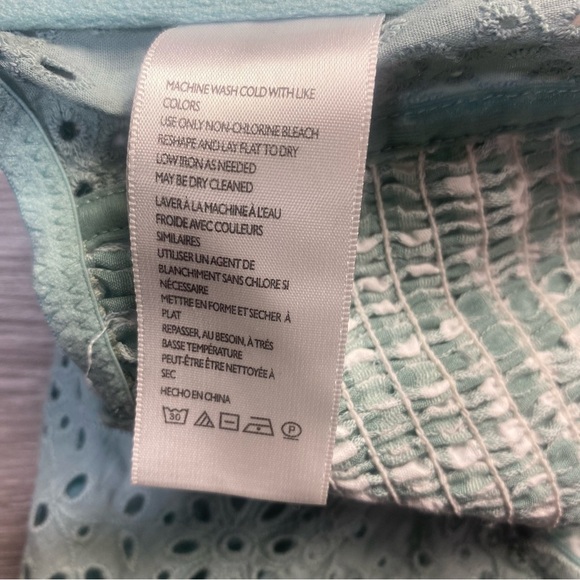 MACHINE WASH COLD WITH LIKE
COLORS
USE ONLY NON-CHLORINE BLEACH
RESHAPE AND LAY FLAT TO DRY
LOW IRON AS NEEDED
MAY BE DRY CLEANED
LAVER À LA MACHINE À L'EAU
FROIDE AVEC COULEURS
SIMILAIRES
UTILISER UN AGENT DE
BLANCHIMENT SANS CHLORE SI
NÉCESSAIRE
METTRE EN FORME ET SECHER À
PLAT
REPASSER, AU BESOIN, À TRÉS
BASSE TEMPÉRATURE
PEUT-ÊTRE ÊTRE NETTOYÉE À
SEC
HECHO EN CHINA
30 P